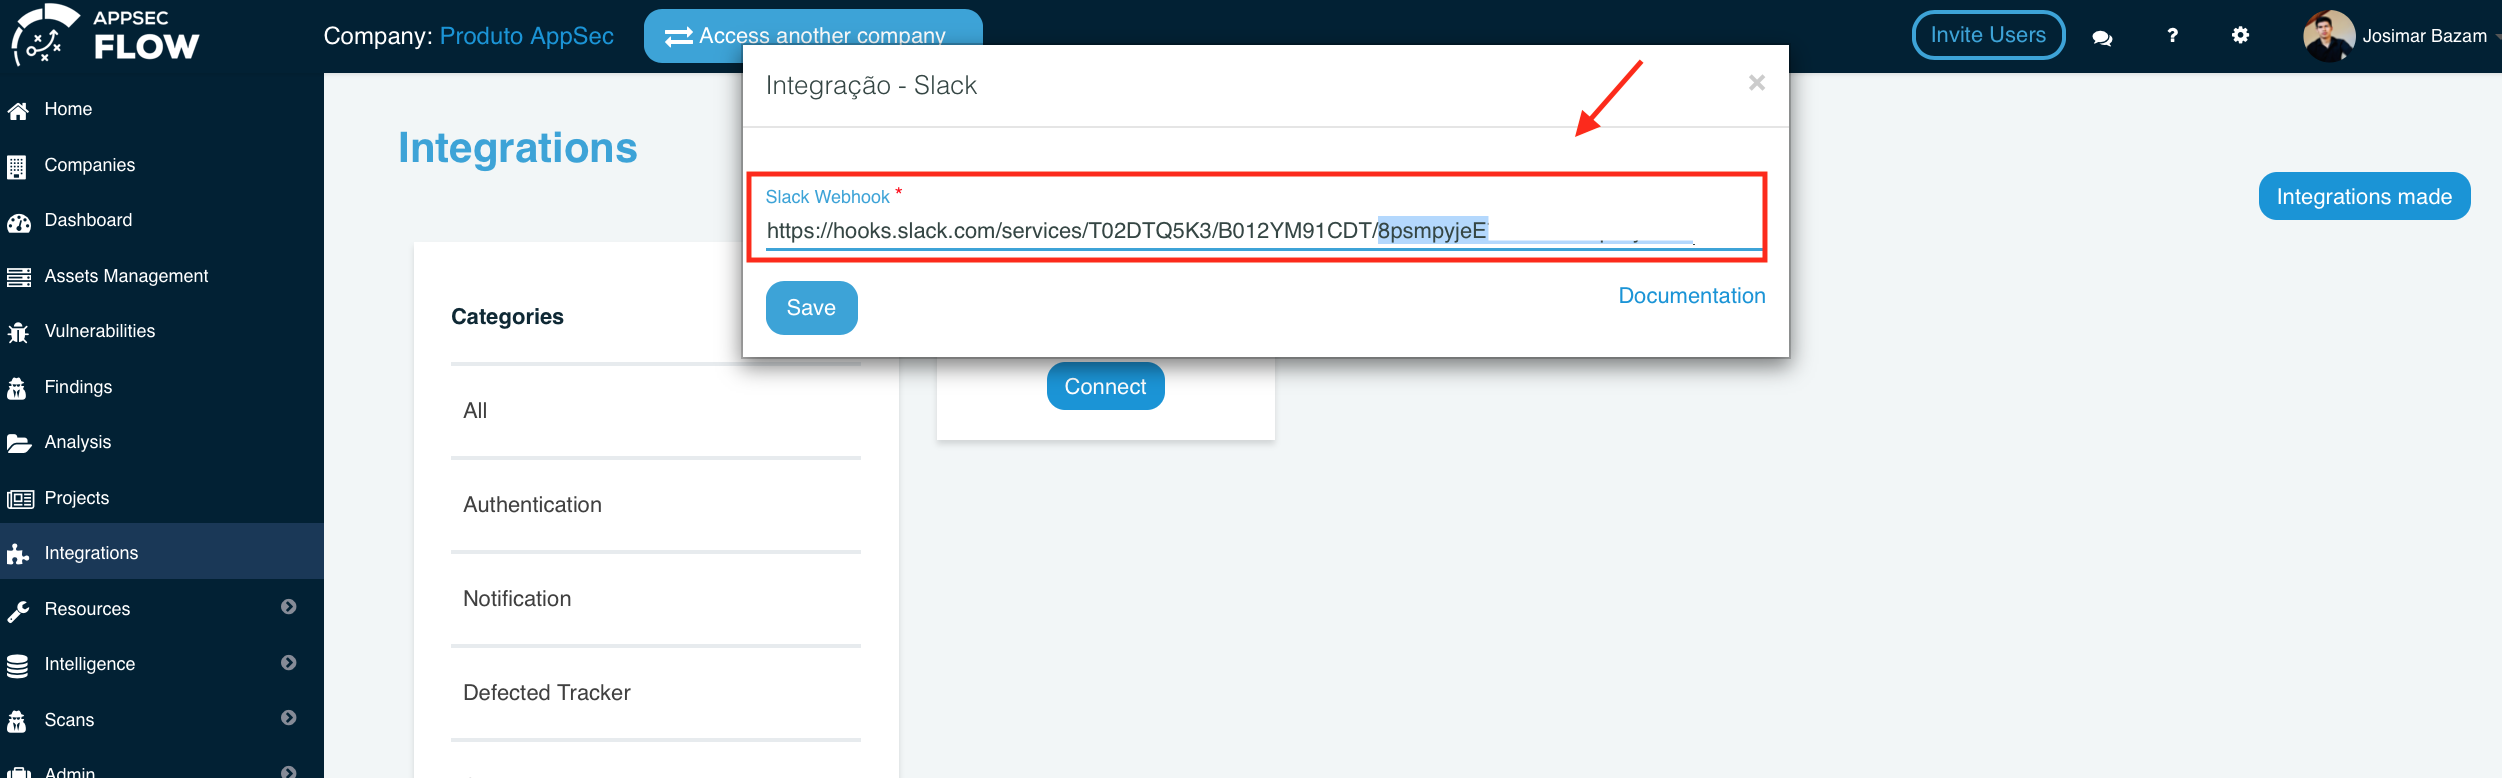 APPSEC
FLOW
Company: Produto AppSec
Access another company
Invite Users
?
Josimar Bazam
Home
Companies
Dashboard
Assets Management
Vulnerabilities
Findings
Analysis
Projects
Integrations
Resources
Intelligence
Scans
Admin
Integrations
Integrations made
Categories
All
Authentication
Notification
Defected Tracker
Integração - Slack
×
Slack Webhook *
https://hooks.slack.com/services/T02DTQ5K3/B012YM91CDT/8psmpyjeE
Save
Documentation
Connect